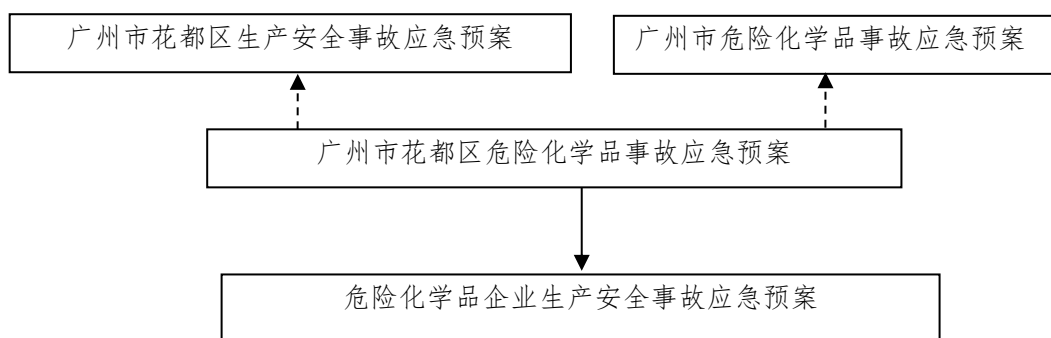 广州市花都区生产安全事故应急预案
广州市危险化学品事故应急预案
广州市花都区危险化学品事故应急预案
危险化学品企业生产安全事故应急预案